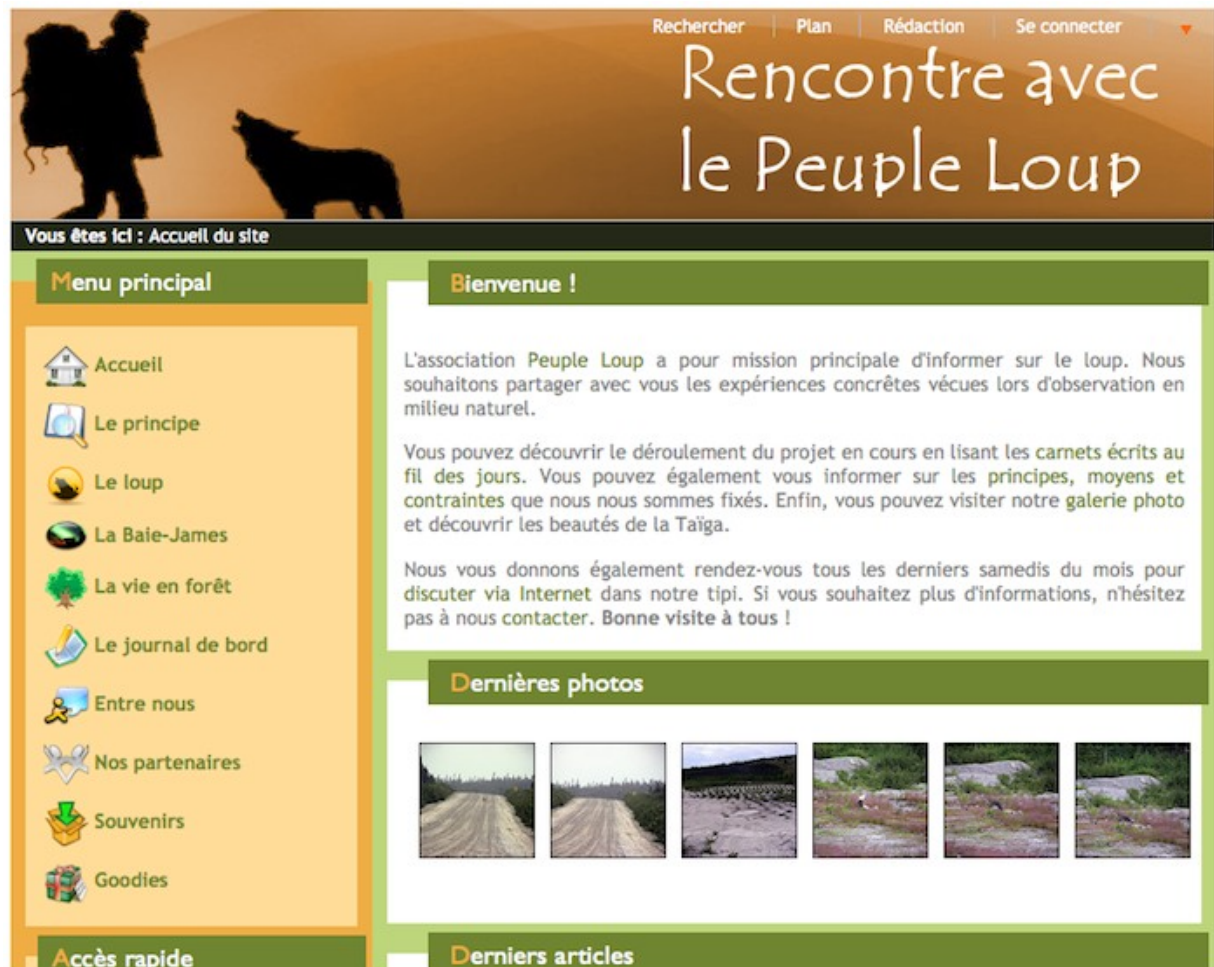 Rechercher Plan Rédaction Se connecter
Rencontre avec
le Peuple Loup
Vous êtes ici : Accueil du site
Menu principal
Accueil
Le principe
Le loup
La Baie-James
La vie en forêt
Le journal de bord
Entre nous
Nos partenaires
Souvenirs
Goodies
Accès rapide
Bienvenue !
L'association Peuple Loup a pour mission principale d'informer sur le loup. Nous
souhaitons partager avec vous les expériences concrètes vécues lors d'observation en
milieu naturel.
Vous pouvez découvrir le déroulement du projet en cours en lisant les carnets écrits au
fil des jours. Vous pouvez également vous informer sur les principes, moyens et
contraintes que nous nous sommes fixés. Enfin, vous pouvez visiter notre galerie photo
et découvrir les beautés de la Taïga.
Nous vous donnons également rendez-vous tous les derniers samedis du mois pour
discuter via Internet dans notre tipi. Si vous souhaitez plus d'informations, n'hésitez
pas à nous contacter. Bonne visite à tous !
Dernières photos
Derniers articles